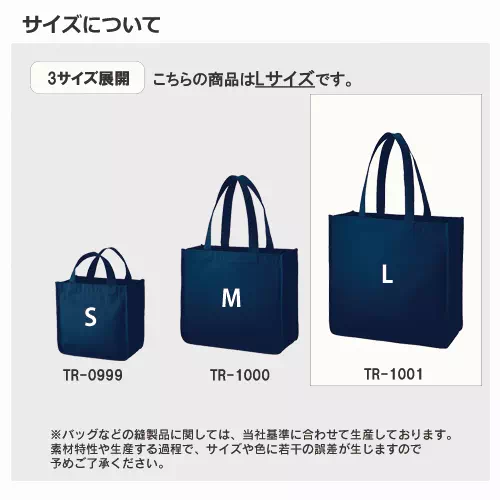 サイズについて
3サイズ展開 こちらの商品はLサイズです。
S
M
L
TR-0999
TR-1000
TR-1001
※バッグなどの縫製品に関しては、当社基準に合わせて生産しております。
素材特性や生産する過程で、サイズや色に若干の誤差が生じますので
予めご了承ください。